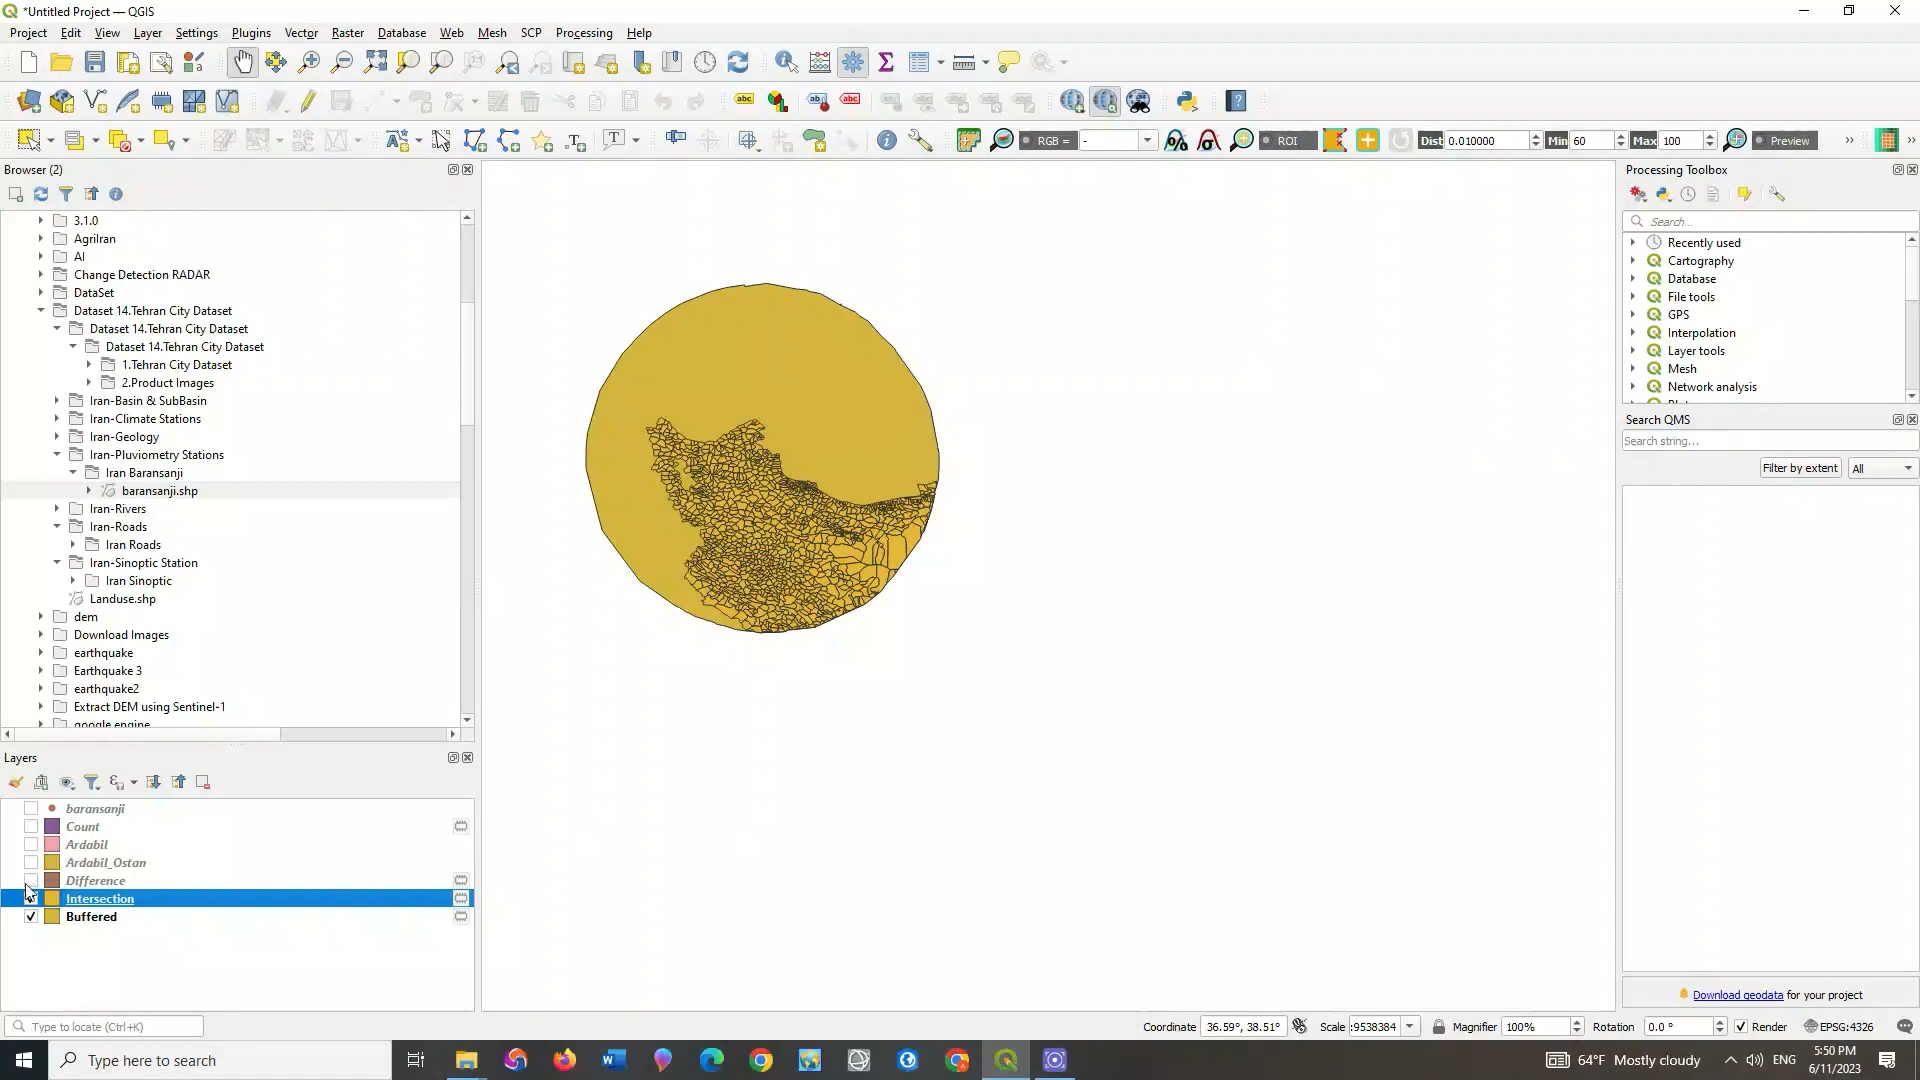 *Untitled Project — QGIS
Project Edit View Layer Settings Plugins Vector Raster Database Web Mesh SCP Processing Help
abc abc abc
RGB = - ROI Dist 0.010000 Min 60 Max 100 Preview
Browser (2)
3.1.0
AgriIran
AI
Change Detection RADAR
DataSet
Dataset 14.Tehran City Dataset
Dataset 14.Tehran City Dataset
Dataset 14.Tehran City Dataset
1.Tehran City Dataset
2.Product Images
Iran-Basin & SubBasin
Iran-Climate Stations
Iran-Geology
Iran-Pluviometry Stations
Iran Baransanji
baransanji.shp
Iran-Rivers
Iran-Roads
Iran Roads
Iran-Sinoptic Station
Iran Sinoptic
Landuse.shp
dem
Download Images
earthquake
Earthquake 3
earthquake2
Extract DEM using Sentinel-1
google engine
Layers
baransanji
Count
Ardabil
Ardabil_Ostan
Difference
Intersection
Buffered
Processing Toolbox
Search...
Recently used
Cartography
Database
File tools
GPS
Interpolation
Layer tools
Mesh
Network analysis
Search QMS
Search string...
Filter by extent All
Download geodata for your project
Type to locate (Ctrl+K)
Coordinate 36.59°, 38.51° Scale :9538384 Magnifier 100% Rotation 0.0 ° Render EPSG:4326
Type here to search
64°F Mostly cloudy ENG
5:50 PM
6/11/2023